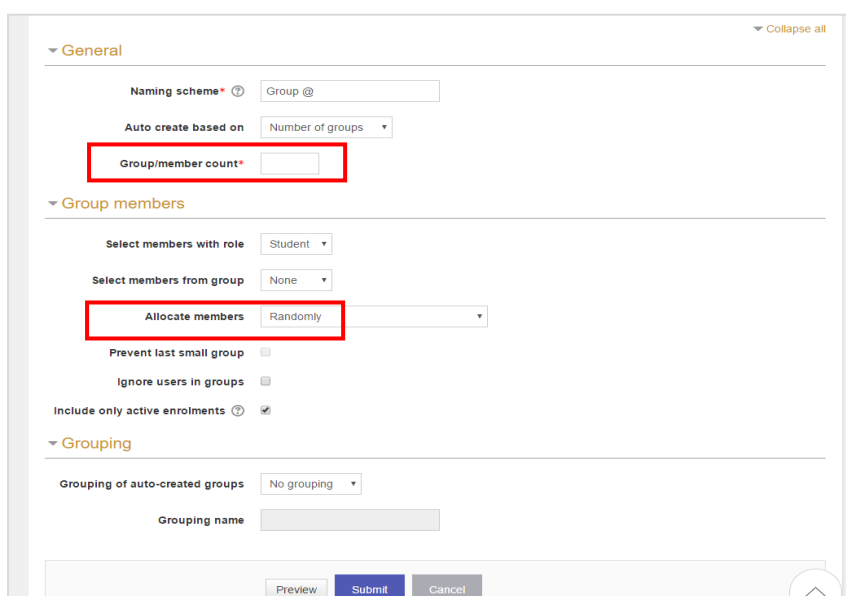 Collapse all
General
Naming scheme* Group @
Auto create based on Number of groups
Group/member count*
Group members
Select members with role Student
Select members from group None
Allocate members Randomly
Prevent last small group
Ignore users in groups
Include only active enrolments
Grouping
Grouping of auto-created groups No grouping
Grouping name
Preview Submit Cancel